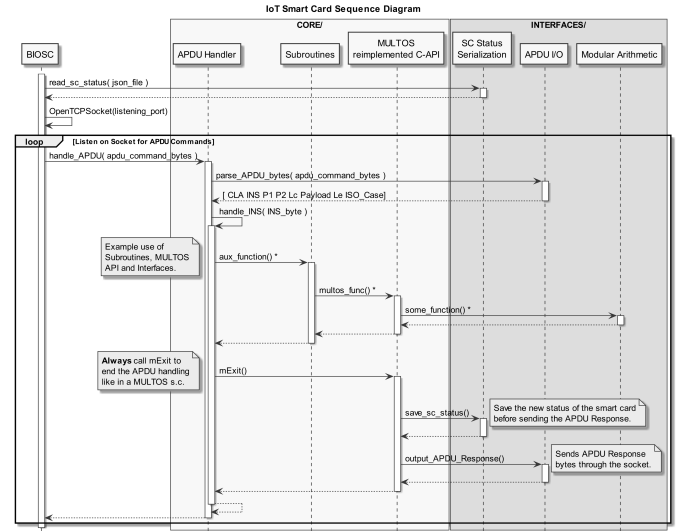 IoT Smart Card Sequence Diagram
CORE/
INTERFACES/
BIOSC
APDU Handler
Subroutines
MULTOS
reimplemented C-API
SC Status
Serialization
APDU I/O
Modular Arithmetic
read_sc_status( json_file )
OpenTCPSocket(listening_port)
loop
[Listen on Socket for APDU Commands]
handle_APDU( apdu_command_bytes )
parse_APDU_bytes( apdu_command_bytes )
[ CLA INS P1 P2 Lc Payload Le ISO_Case]
handle_INS( INS_byte )
Example use of
Subroutines, MULTOS
API and Interfaces.
aux_function() *
multos_func() *
some_function() *
Always call mExit to
end the APDU handling
like in a MULTOS s.c.
mExit()
save_sc_status()
Save the new status of the smart card
before sending the APDU Response.
output_APDU_Response()
Sends APDU Response
bytes through the socket.